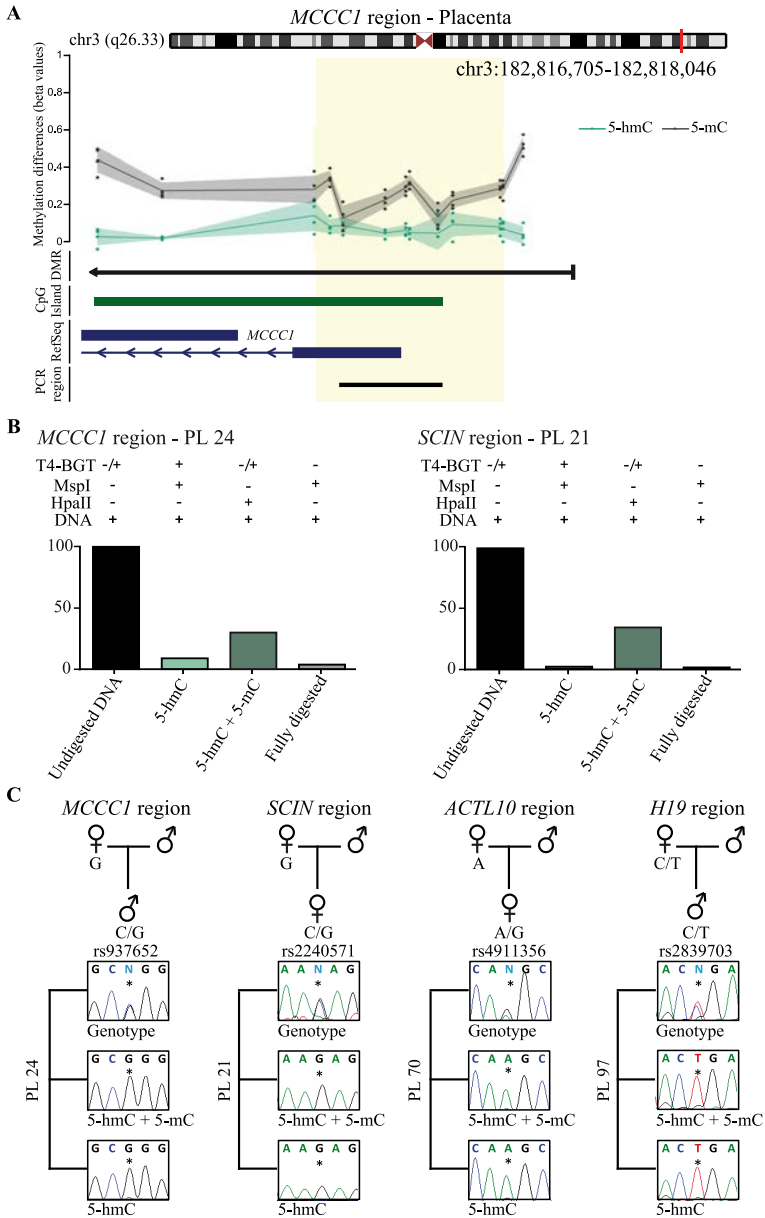 A
MCCC1 region - Placenta
chr3 (q26.33)
chr3:182,816,705-182,818,046
Methylation differences (beta values)
1
0.8
0.6
0.4
0.2
0
5-hmC
5-mC
DMR
CpG Island
RefSeq
MCCC1
PCR region
B
MCCC1 region - PL 24
T4-BGT -/+ + -/+ -
MspI - + - +
HpaII - - + -
DNA + + + +
100
50
0
Undigested DNA
5-hmC
5-hmC + 5-mC
Fully digested
SCIN region - PL 21
T4-BGT -/+ + -/+ -
MspI - + - +
HpaII - - + -
DNA + + + +
100
50
0
Undigested DNA
5-hmC
5-hmC + 5-mC
Fully digested
C
MCCC1 region
♀ ♂
G
♂
C/G
rs937652
PL 24
G C N G G
*
Genotype
G C G G G
*
5-hmC + 5-mC
G C G G G
*
5-hmC
SCIN region
♀ ♂
G
♀
C/G
rs2240571
PL 21
A A N A G
*
Genotype
A A G A G
*
5-hmC + 5-mC
A A G A G
*
5-hmC
ACTL10 region
♀ ♂
A
♀
A/G
rs4911356
PL 70
C A N G C
*
Genotype
C A A G C
*
5-hmC + 5-mC
C A A G C
*
5-hmC
H19 region
♀ ♂
C/T
♂
C/T
rs2839703
PL 97
A C N G A
*
Genotype
A C T G A
*
5-hmC + 5-mC
A C T G A
*
5-hmC